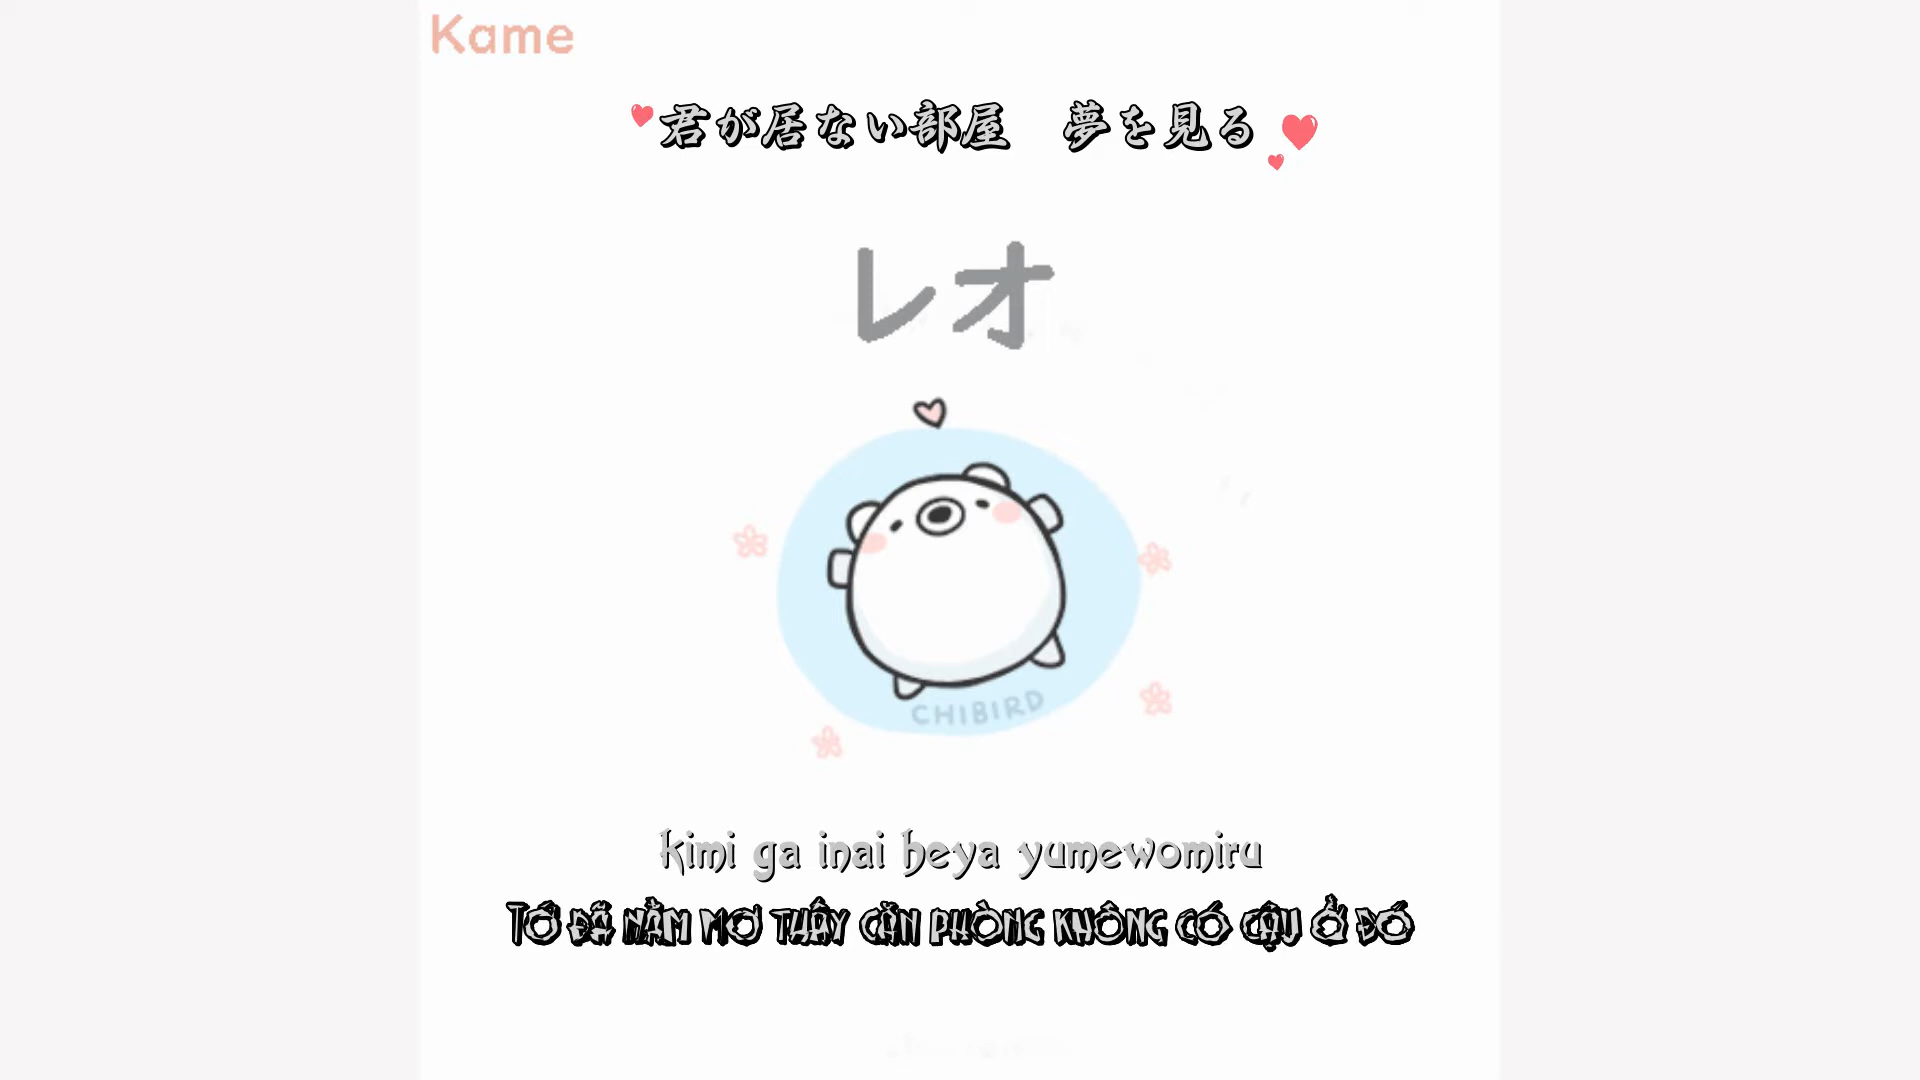 Kame
君が居ない部屋　夢を見る
レオ
CHIBIRD
kimi ga inai heya yumewomiru
TỚ ĐÃ NẰM MƠ THẤY CĂN PHÒNG KHÔNG CÓ CẬU Ở ĐÓ